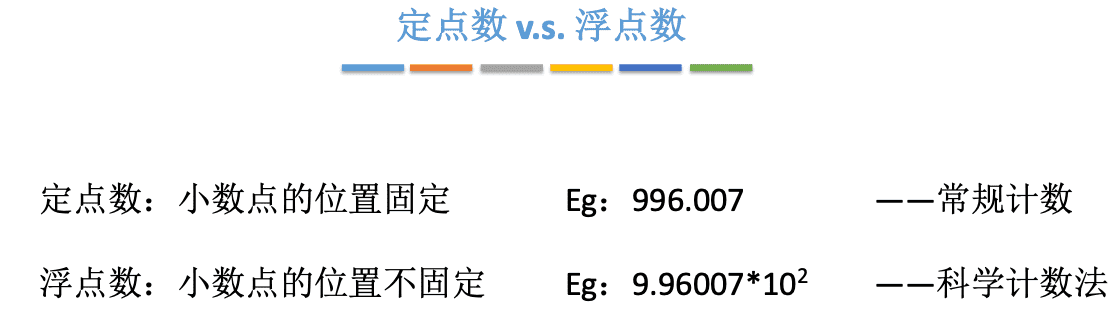 定点数 v.s. 浮点数
定点数：小数点的位置固定 Eg：996.007 ——常规计数
浮点数：小数点的位置不固定 Eg：9.96007*10² ——科学计数法